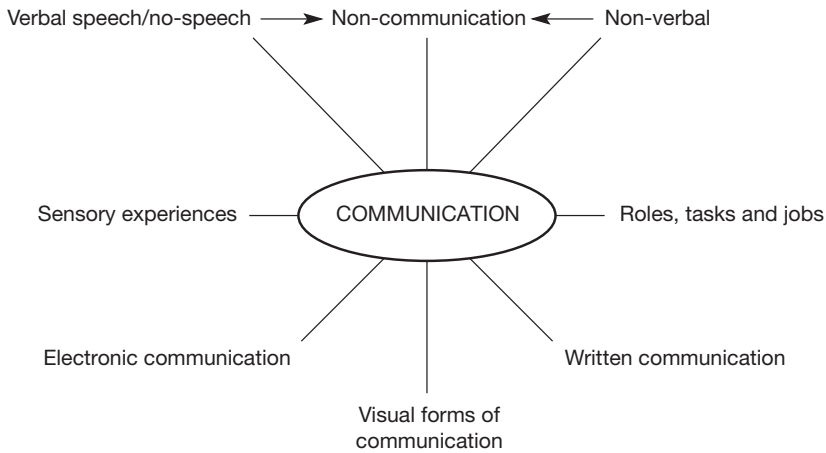 Verbal speech/no-speech Non-communication Non-verbal
Sensory experiences COMMUNICATION Roles, tasks and jobs
Electronic communication Written communication
Visual forms of
communication